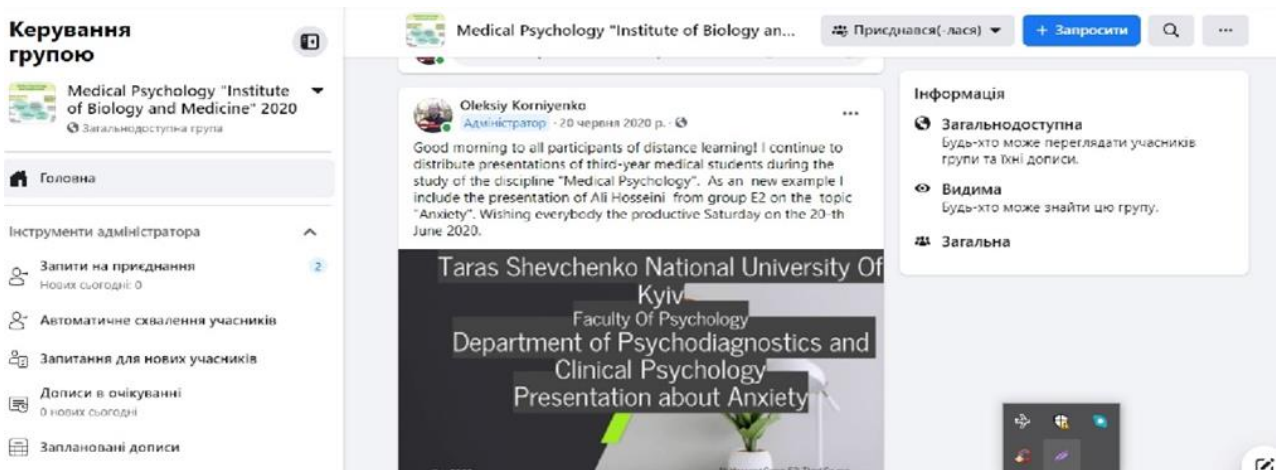 Керування
групою
Medical Psychology "Institute
of Biology and Medicine" 2020
Загальнодоступна група
Головна
Інструменти адміністратора
Запити на приєднання
2
Нових сьогодні: 0
Автоматичне схвалення учасників
Запитання для нових учасників
Дописи в очікуванні
0 нових сьогодні
Заплановані дописи
Medical Psychology "Institute of Biology an...
Приєднався(-лася)
+ Запросити
Oleksiy Korniyenko
Адміністратор · 20 червня 2020 р. ·
Good morning to all participants of distance learning! I continue to
distribute presentations of third-year medical students during the
study of the discipline "Medical Psychology". As an new example I
include the presentation of Ali Hosseini from group E2 on the topic
"Anxiety". Wishing everybody the productive Saturday on the 20-th
June 2020.
Taras Shevchenko National University Of
Kyiv
Faculty Of Psychology
Department of Psychodiagnostics and
Clinical Psychology
Presentation about Anxiety
Інформація
Загальнодоступна
Будь-хто може переглядати учасників
групи та їхні дописи.
Видима
Будь-хто може знайти цю групу.
Загальна